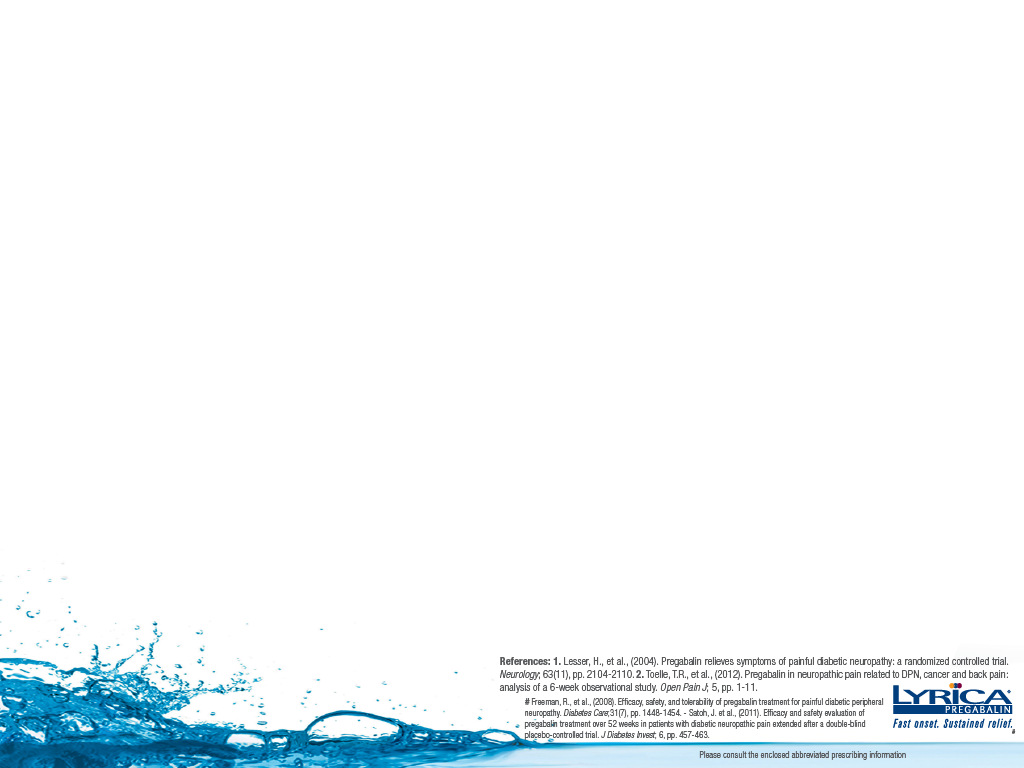 References: 1. Lesser, H., et al., (2004). Pregabalin relieves symptoms of painful diabetic neuropathy: a randomized controlled trial.
Neurology; 63(11), pp. 2104-2110. 2. Toelle, T.R., et al., (2012). Pregabalin in neuropathic pain related to DPN, cancer and back pain:
analysis of a 6-week observational study. Open Pain J; 5, pp. 1-11.
# Freeman, R., et al., (2008). Efficacy, safety, and tolerability of pregabalin treatment for painful diabetic peripheral
neuropathy. Diabetes Care;31(7), pp. 1448-1454. - Satoh, J. et al., (2011). Efficacy and safety evaluation of
pregabalin treatment over 52 weeks in patients with diabetic neuropathic pain extended after a double-blind
placebo-controlled trial. J Diabetes Invest; 6, pp. 457-463.
LYRICA®
PREGABALIN
Fast onset. Sustained relief.
#
Please consult the enclosed abbreviated prescribing information